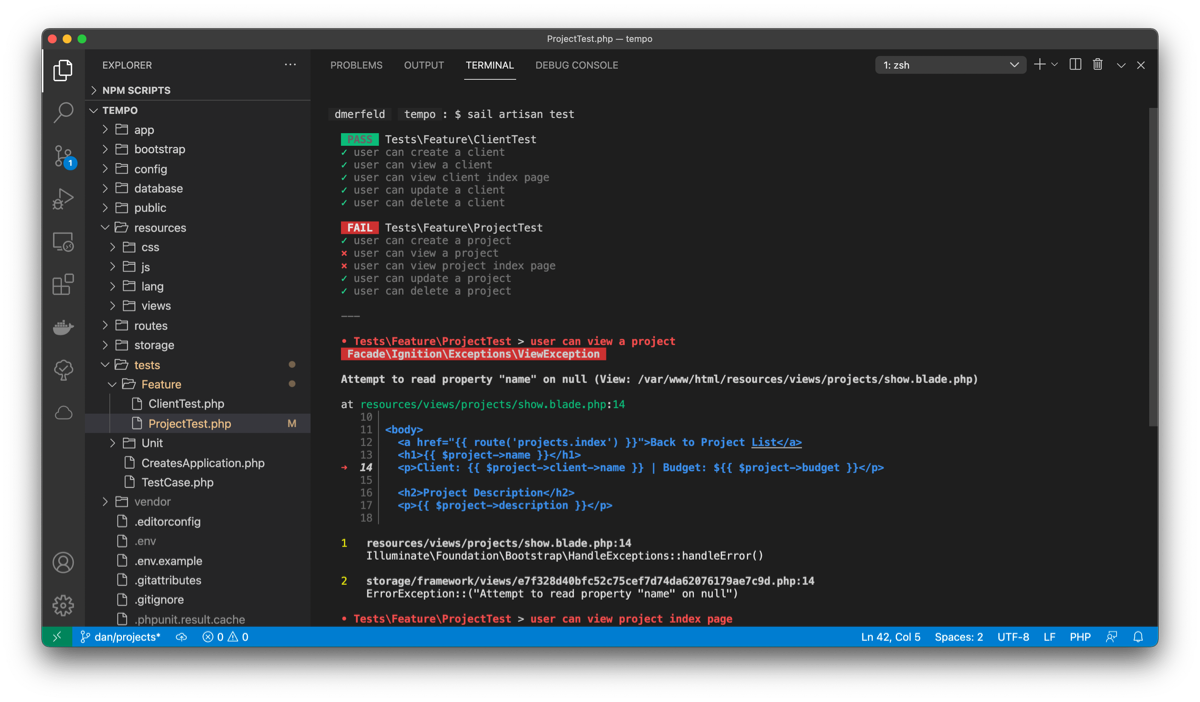 ProjectTest.php — tempo
EXPLORER
NPM SCRIPTS
TEMPO
app
bootstrap
config
database
public
resources
css
js
lang
views
routes
storage
tests
Feature
ClientTest.php
ProjectTest.php M
Unit
CreatesApplication.php
TestCase.php
vendor
.editorconfig
.env
.env.example
.gitattributes
.gitignore
.phpunit.result.cache
1
PROBLEMS OUTPUT TERMINAL DEBUG CONSOLE 1: zsh
dmerfeld tempo : $ sail artisan test
PASS Tests\Feature\ClientTest
✓ user can create a client
✓ user can view a client
✓ user can view client index page
✓ user can update a client
✓ user can delete a client
FAIL Tests\Feature\ProjectTest
✓ user can create a project
⨯ user can view a project
⨯ user can view project index page
✓ user can update a project
✓ user can delete a project
———
• Tests\Feature\ProjectTest > user can view a project
Facade\Ignition\Exceptions\ViewException
Attempt to read property "name" on null (View: /var/www/html/resources/views/projects/show.blade.php)
at resources/views/projects/show.blade.php:14
10
11 <body>
12 <a href="{{ route('projects.index') }}">Back to Project List</a>
13 <h1>{{ $project->name }}</h1>
➜ 14 <p>Client: {{ $project->client->name }} | Budget: ${{ $project->budget }}</p>
15
16 <h2>Project Description</h2>
17 <p>{{ $project->description }}</p>
18
1 resources/views/projects/show.blade.php:14
Illuminate\Foundation\Bootstrap\HandleExceptions::handleError()
2 storage/framework/views/e7f328d40bfc52c75cef7d74da62076179ae7c9d.php:14
ErrorException::("Attempt to read property "name" on null")
• Tests\Feature\ProjectTest > user can view project index page
dan/projects* 0 0 Ln 42, Col 5 Spaces: 2 UTF-8 LF PHP